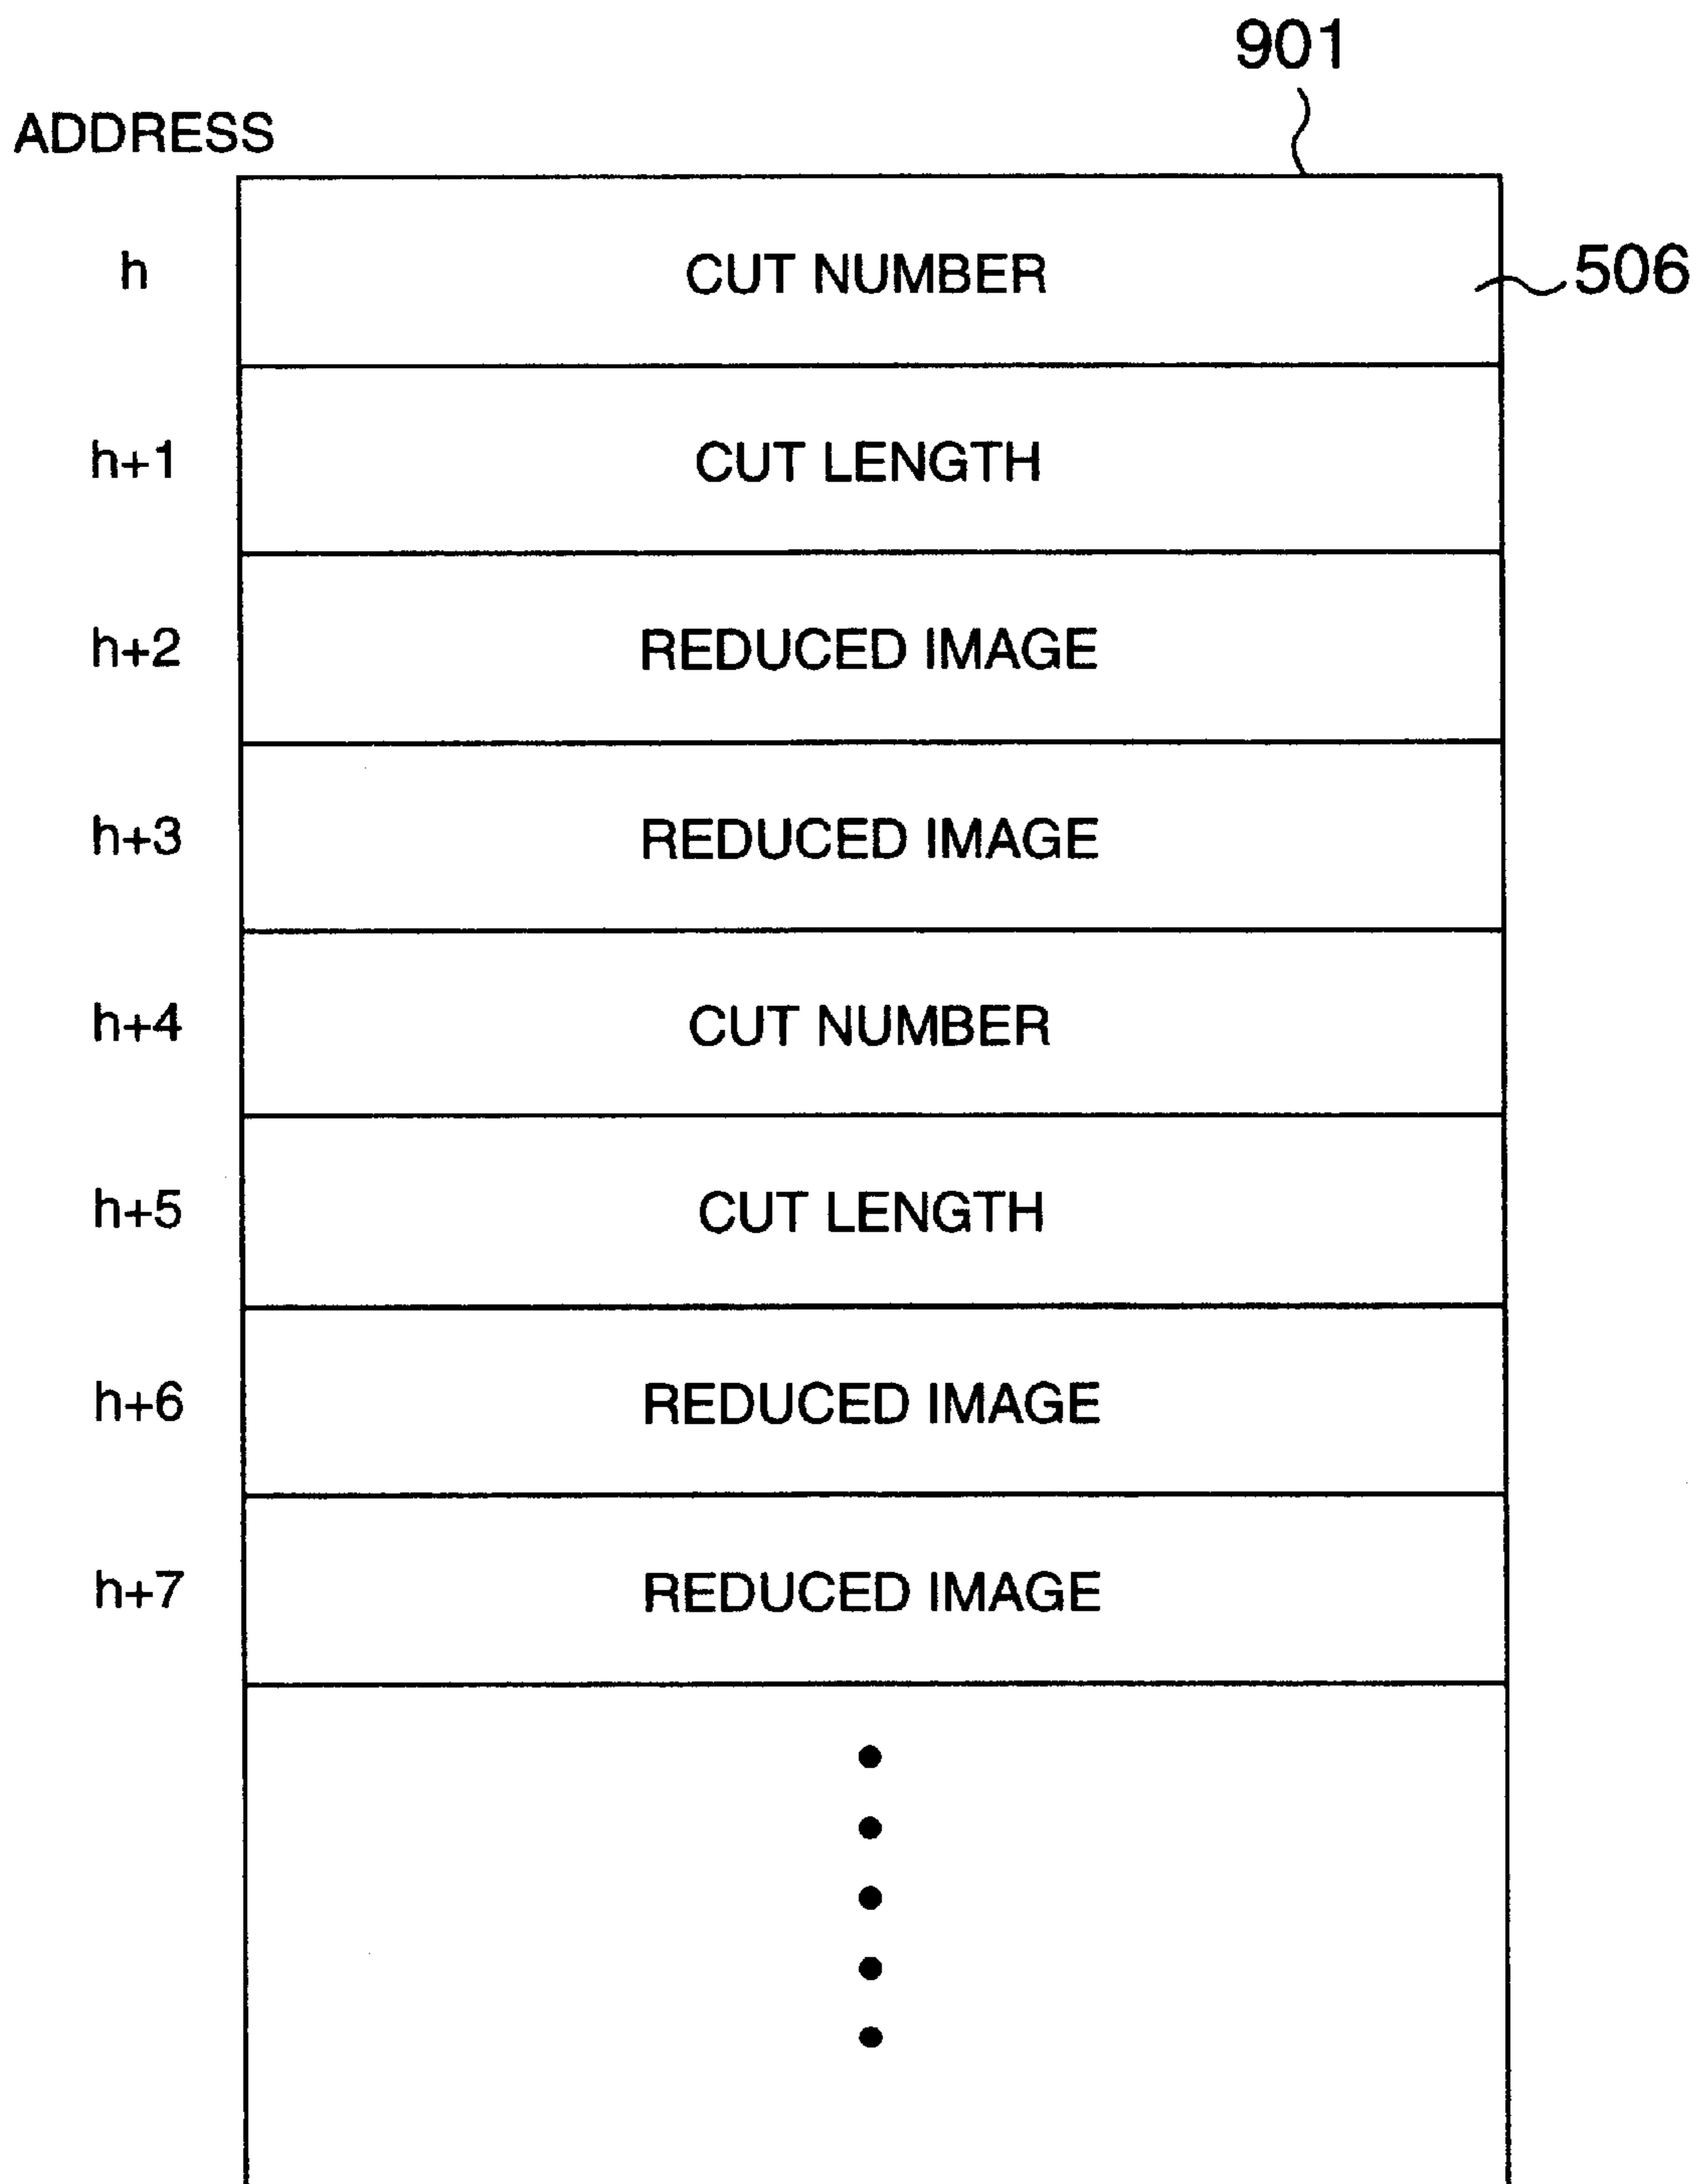 901
ADDRESS
h CUT NUMBER 506
h+1 CUT LENGTH
h+2 REDUCED IMAGE
h+3 REDUCED IMAGE
h+4 CUT NUMBER
h+5 CUT LENGTH
h+6 REDUCED IMAGE
h+7 REDUCED IMAGE